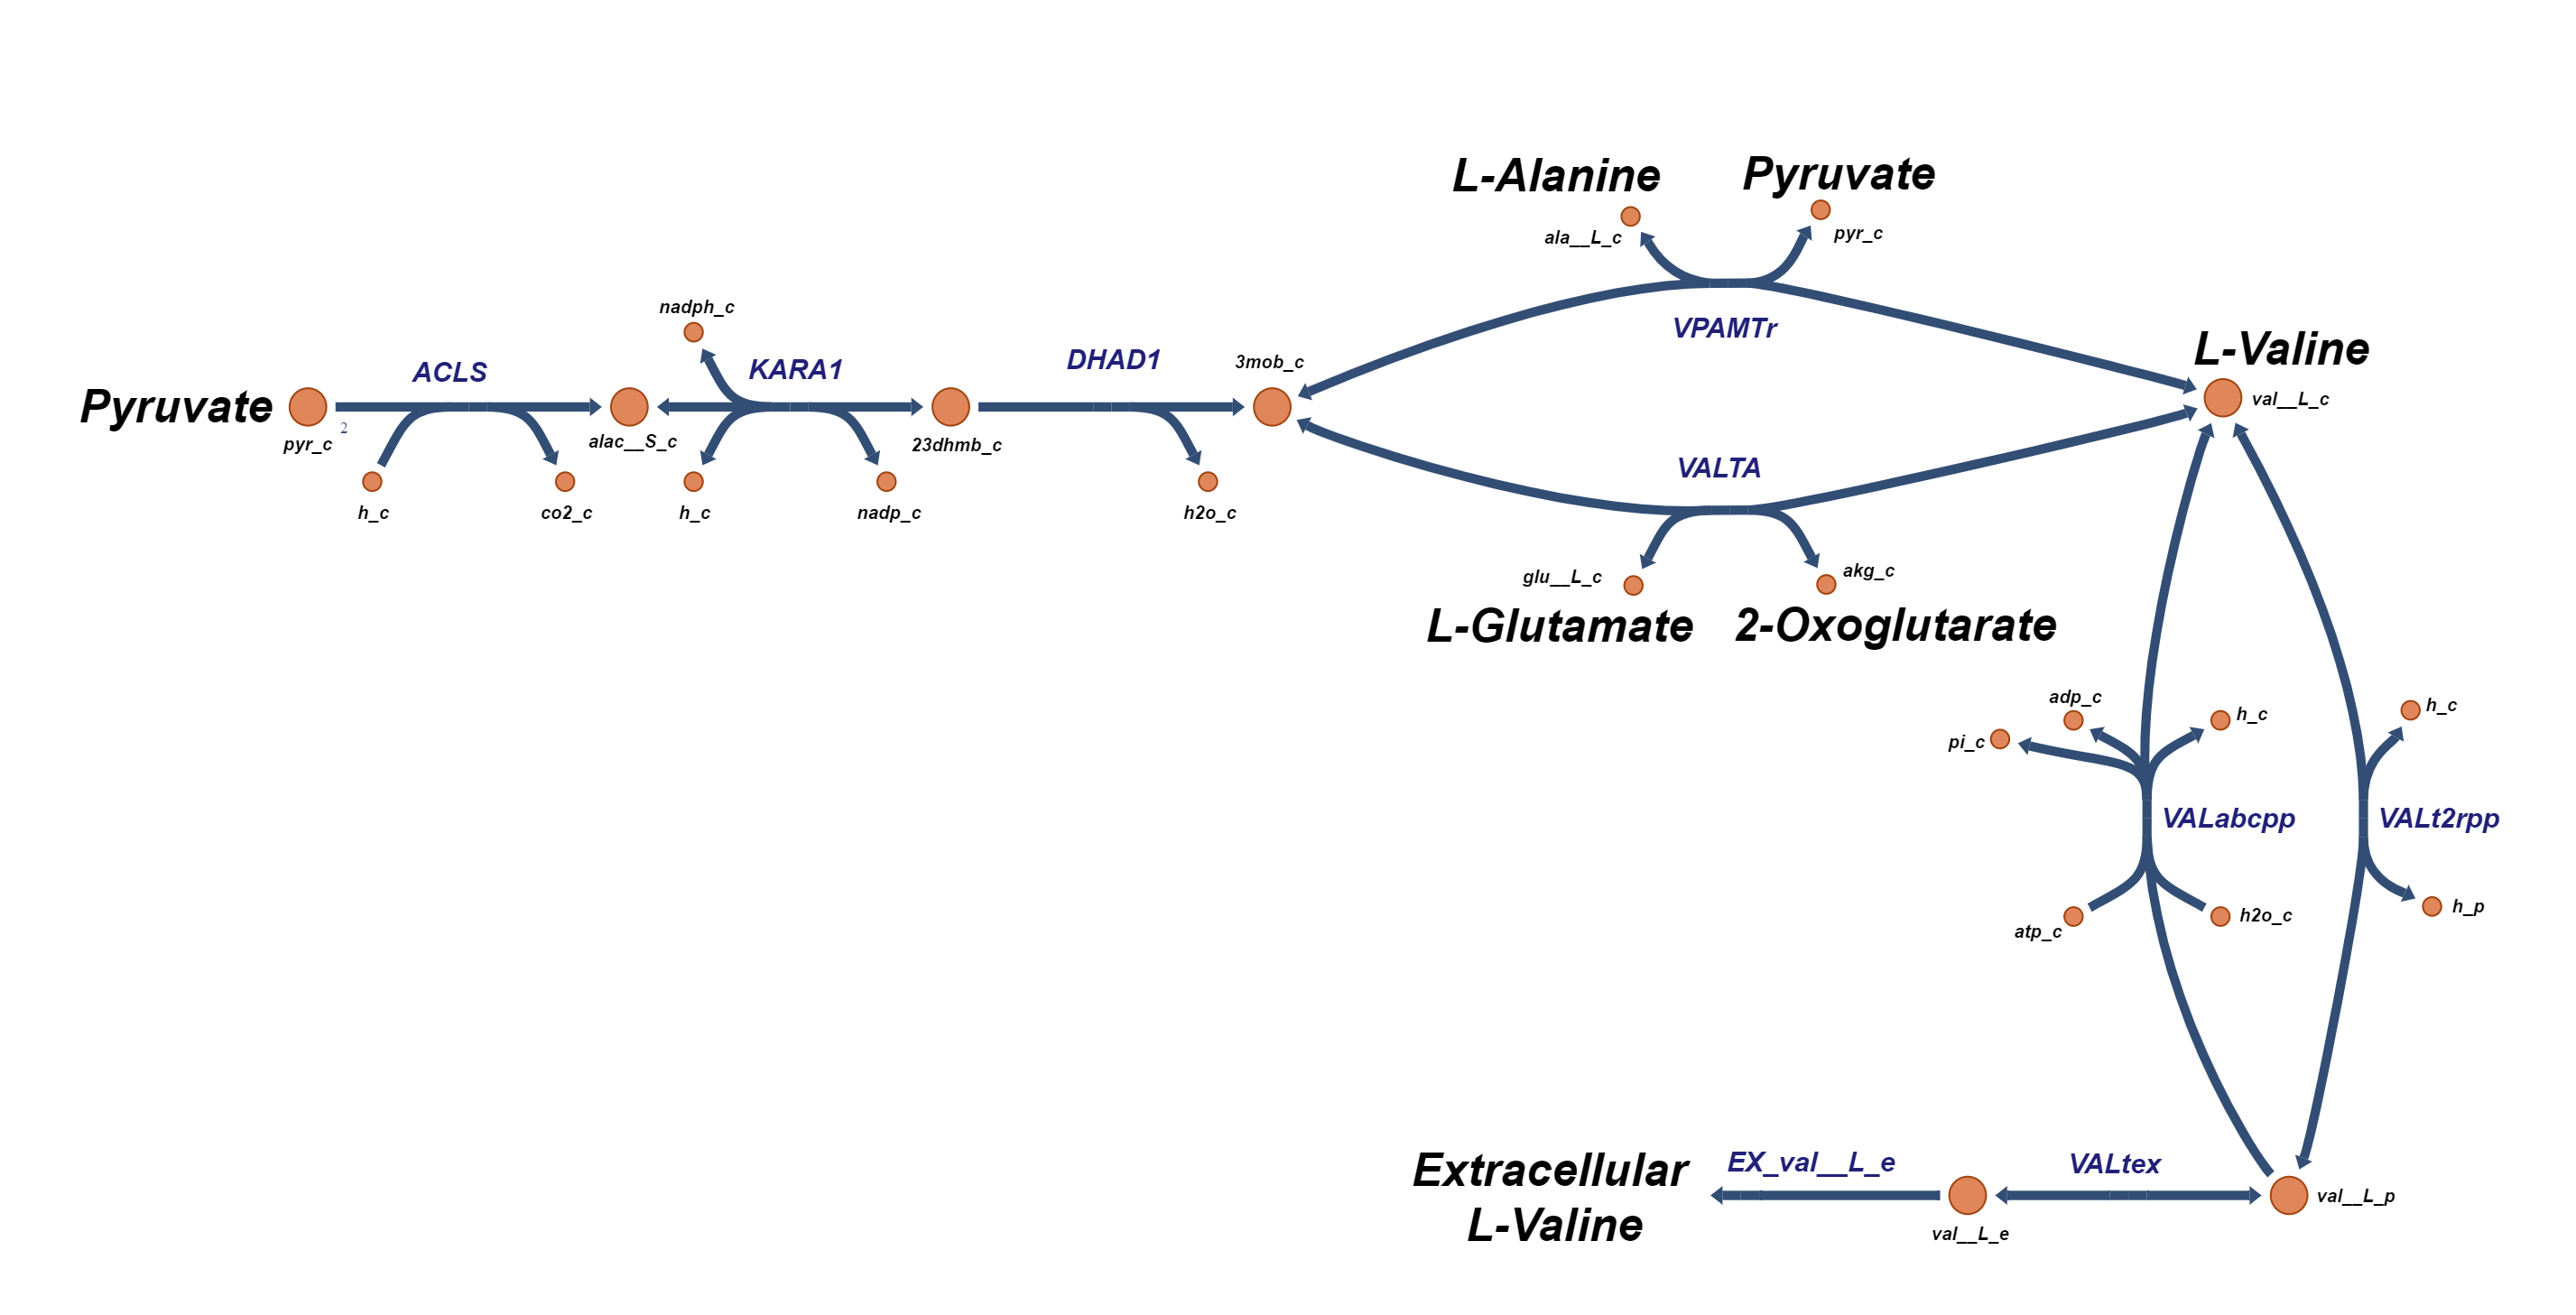 L-Alanine
Pyruvate
ala__L_c
pyr_c
nadph_c
VPAMTr
ACLS
KARA1
DHAD1
3mob_c
L-Valine
val__L_c
Pyruvate
pyr_c
2
alac__S_c
23dhmb_c
VALTA
h_c
co2_c
h_c
nadp_c
h2o_c
glu__L_c
akg_c
L-Glutamate
2-Oxoglutarate
adp_c
h_c
h_c
pi_c
VALabcpp
VALt2rpp
atp_c
h2o_c
h_p
Extracellular
L-Valine
EX_val__L_e
VALtex
val__L_e
val__L_p